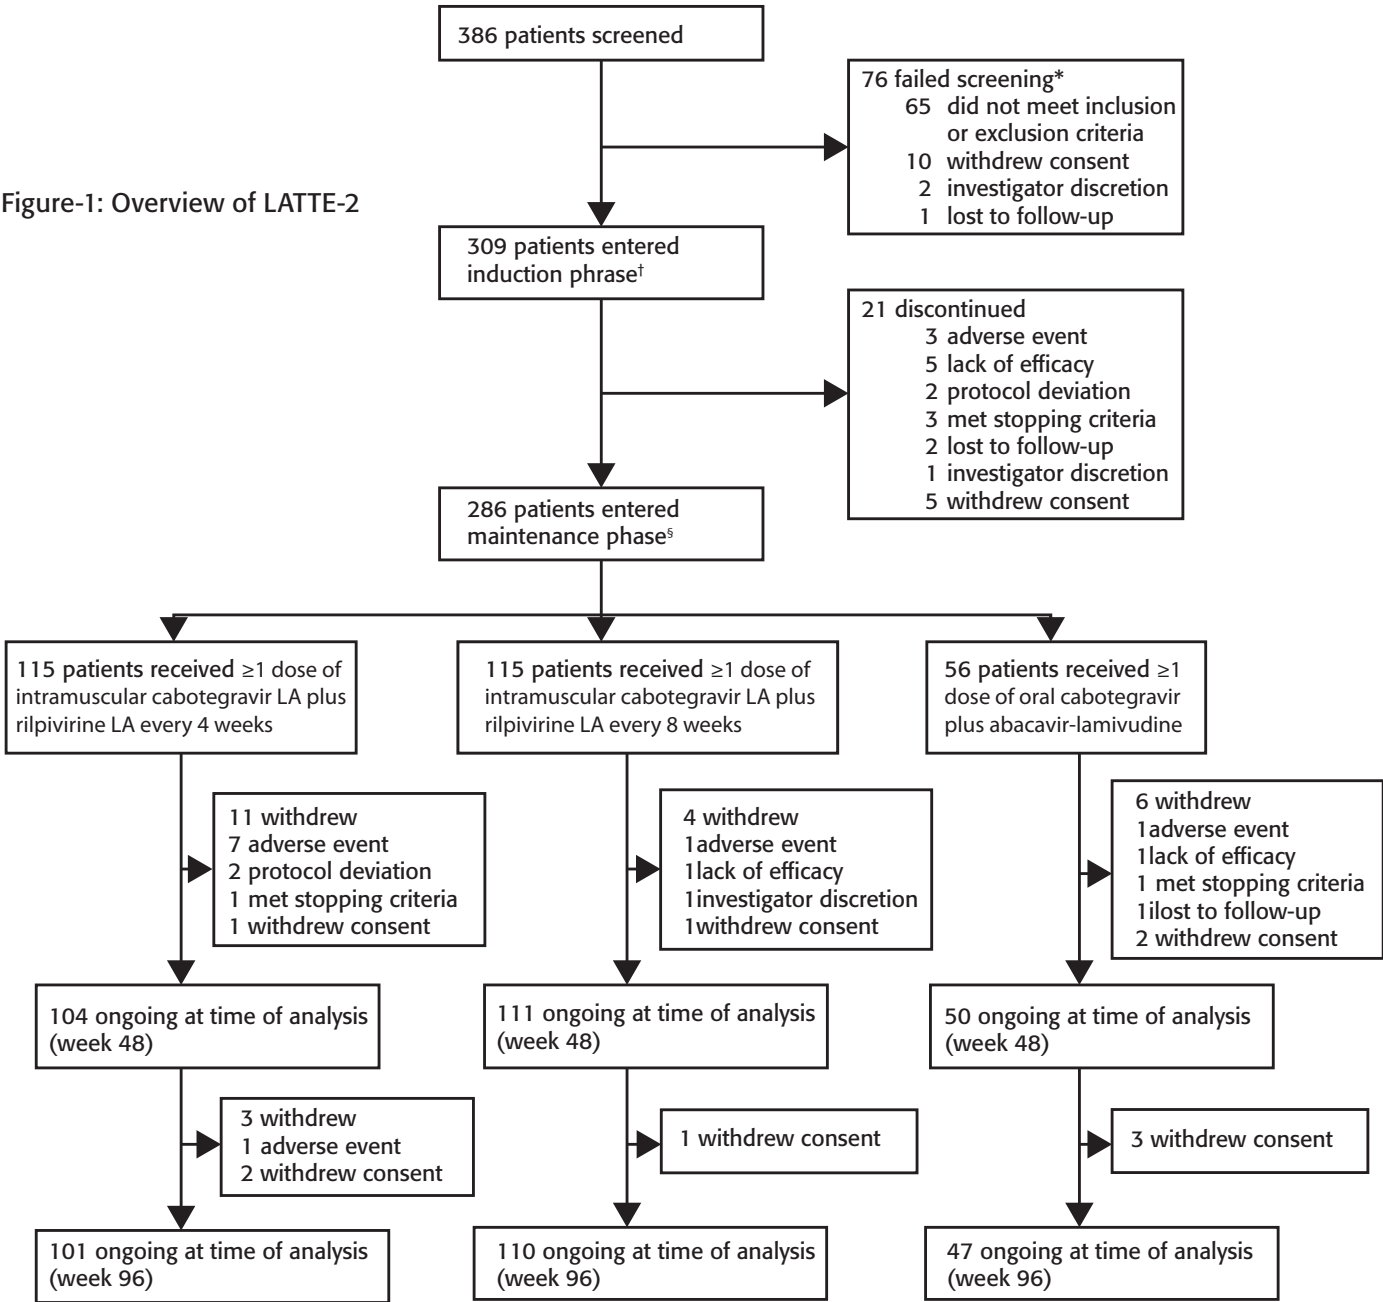 386 patients screened
76 failed screening*
65 did not meet inclusion
or exclusion criteria
10 withdrew consent
2 investigator discretion
1 lost to follow-up
Figure-1: Overview of LATTE-2
309 patients entered
induction phrase†
21 discontinued
3 adverse event
5 lack of efficacy
2 protocol deviation
3 met stopping criteria
2 lost to follow-up
1 investigator discretion
5 withdrew consent
286 patients entered
maintenance phase§
115 patients received ≥1 dose of
intramuscular cabotegravir LA plus
rilpivirine LA every 4 weeks
115 patients received ≥1 dose of
intramuscular cabotegravir LA plus
rilpivirine LA every 8 weeks
56 patients received ≥1
dose of oral cabotegravir
plus abacavir-lamivudine
11 withdrew
7 adverse event
2 protocol deviation
1 met stopping criteria
1 withdrew consent
4 withdrew
1adverse event
1lack of efficacy
1investigator discretion
1withdrew consent
6 withdrew
1adverse event
1lack of efficacy
1 met stopping criteria
1ilost to follow-up
2 withdrew consent
104 ongoing at time of analysis
(week 48)
111 ongoing at time of analysis
(week 48)
50 ongoing at time of analysis
(week 48)
3 withdrew
1 adverse event
2 withdrew consent
1 withdrew consent
3 withdrew consent
101 ongoing at time of analysis
(week 96)
110 ongoing at time of analysis
(week 96)
47 ongoing at time of analysis
(week 96)